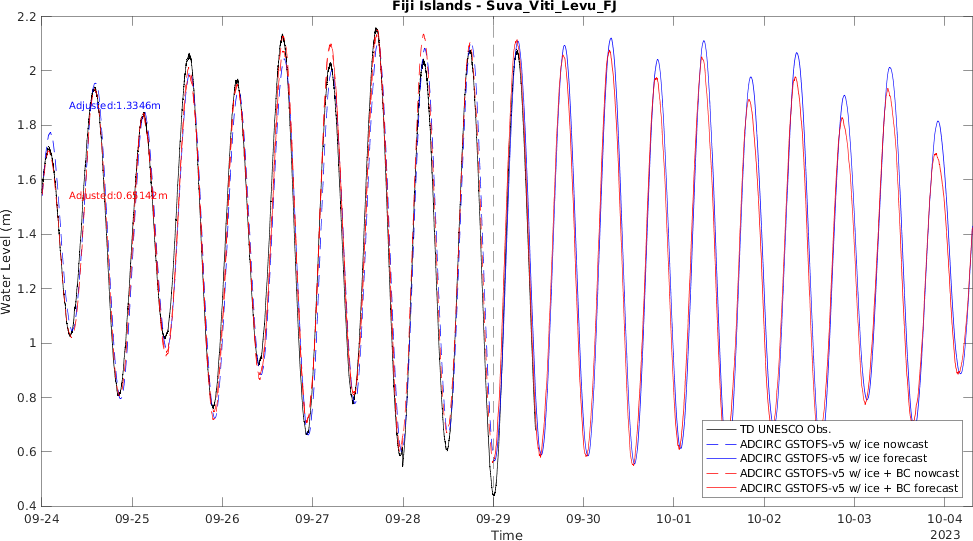 Fiji Islands - Suva_Viti_Levu_FJ
2.2
2
1.8
1.6
1.4
1.2
1
0.8
0.6
0.4
Water Level (m)
Adjusted:1.3346m
Adjusted:0.65142m
TD UNESCO Obs.
ADCIRC GSTOFS-v5 w/ ice nowcast
ADCIRC GSTOFS-v5 w/ ice forecast
ADCIRC GSTOFS-v5 w/ ice + BC nowcast
ADCIRC GSTOFS-v5 w/ ice + BC forecast
09-24 09-25 09-26 09-27 09-28 09-29 09-30 10-01 10-02 10-03 10-04
Time
2023